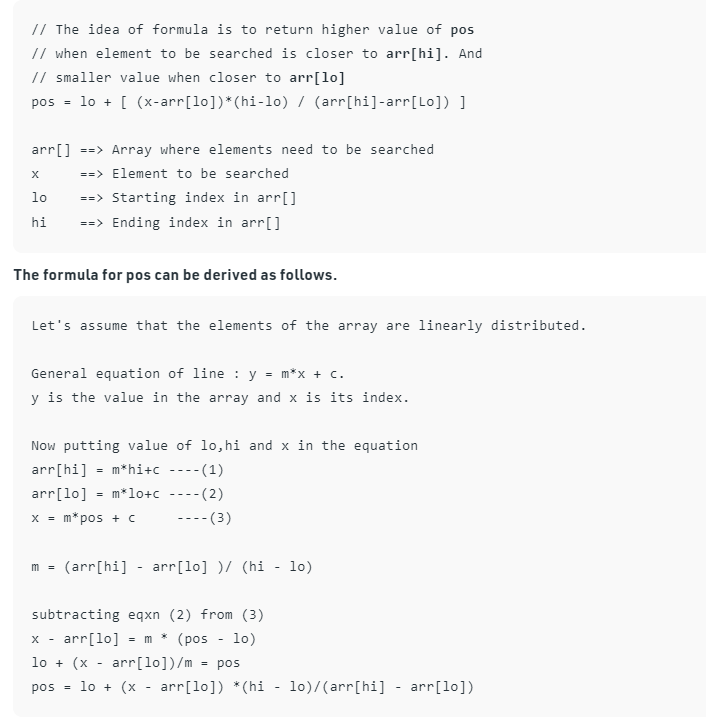 // The idea of formula is to return higher value of pos
// when element to be searched is closer to arr[hi]. And
// smaller value when closer to arr[lo]
pos = lo + [ (x-arr[lo])*(hi-lo) / (arr[hi]-arr[Lo]) ]
arr[] ==> Array where elements need to be searched
x     ==> Element to be searched
lo    ==> Starting index in arr[]
hi    ==> Ending index in arr[]
The formula for pos can be derived as follows.
Let's assume that the elements of the array are linearly distributed.
General equation of line : y = m*x + c.
y is the value in the array and x is its index.
Now putting value of lo,hi and x in the equation
arr[hi] = m*hi+c ----(1)
arr[lo] = m*lo+c ----(2)
x = m*pos + c     ----(3)
m = (arr[hi] - arr[lo] )/ (hi - lo)
subtracting eqxn (2) from (3)
x - arr[lo] = m * (pos - lo)
lo + (x - arr[lo])/m = pos
pos = lo + (x - arr[lo]) *(hi - lo)/(arr[hi] - arr[lo])